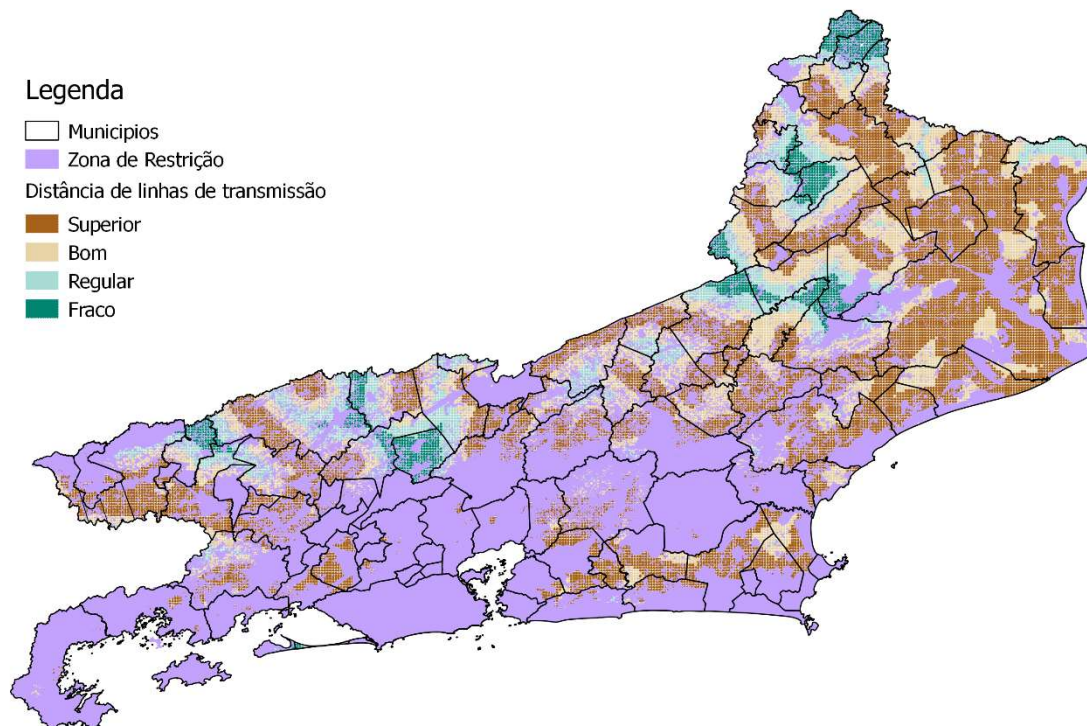 Legenda
Municipios
Zona de Restrição
Distância de linhas de transmissão
Superior
Bom
Regular
Fraco